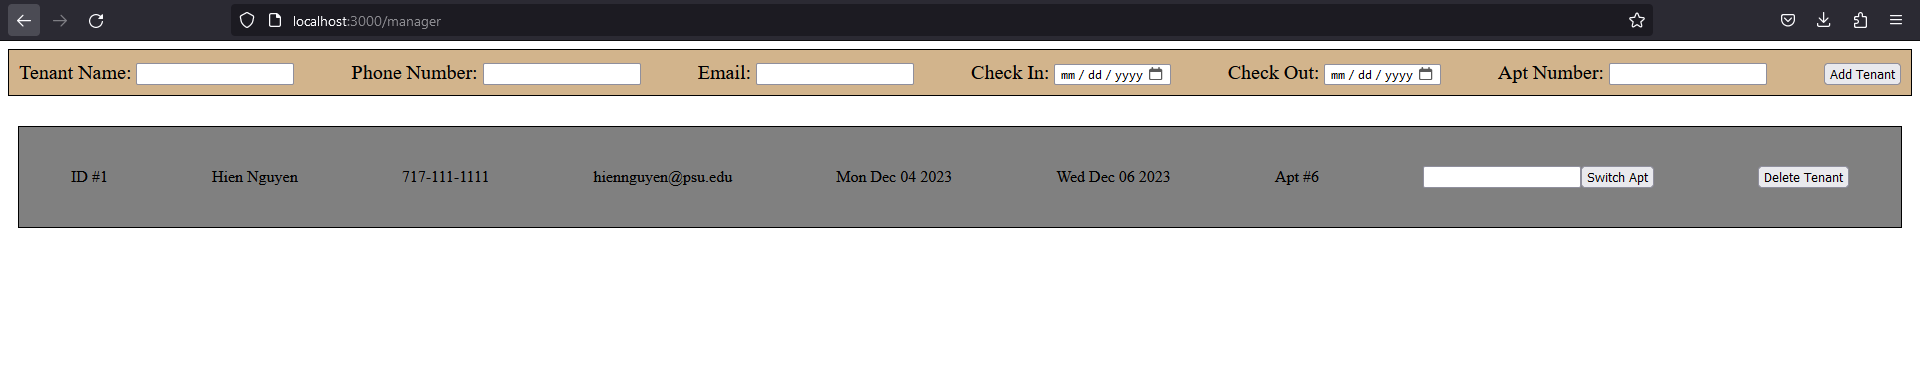 localhost:3000/manager
Tenant Name: Phone Number: Email: Check In: mm / dd / yyyy Check Out: mm / dd / yyyy Apt Number: Add Tenant
ID #1 Hien Nguyen 717-111-1111 hiennguyen@psu.edu Mon Dec 04 2023 Wed Dec 06 2023 Apt #6 Switch Apt Delete Tenant